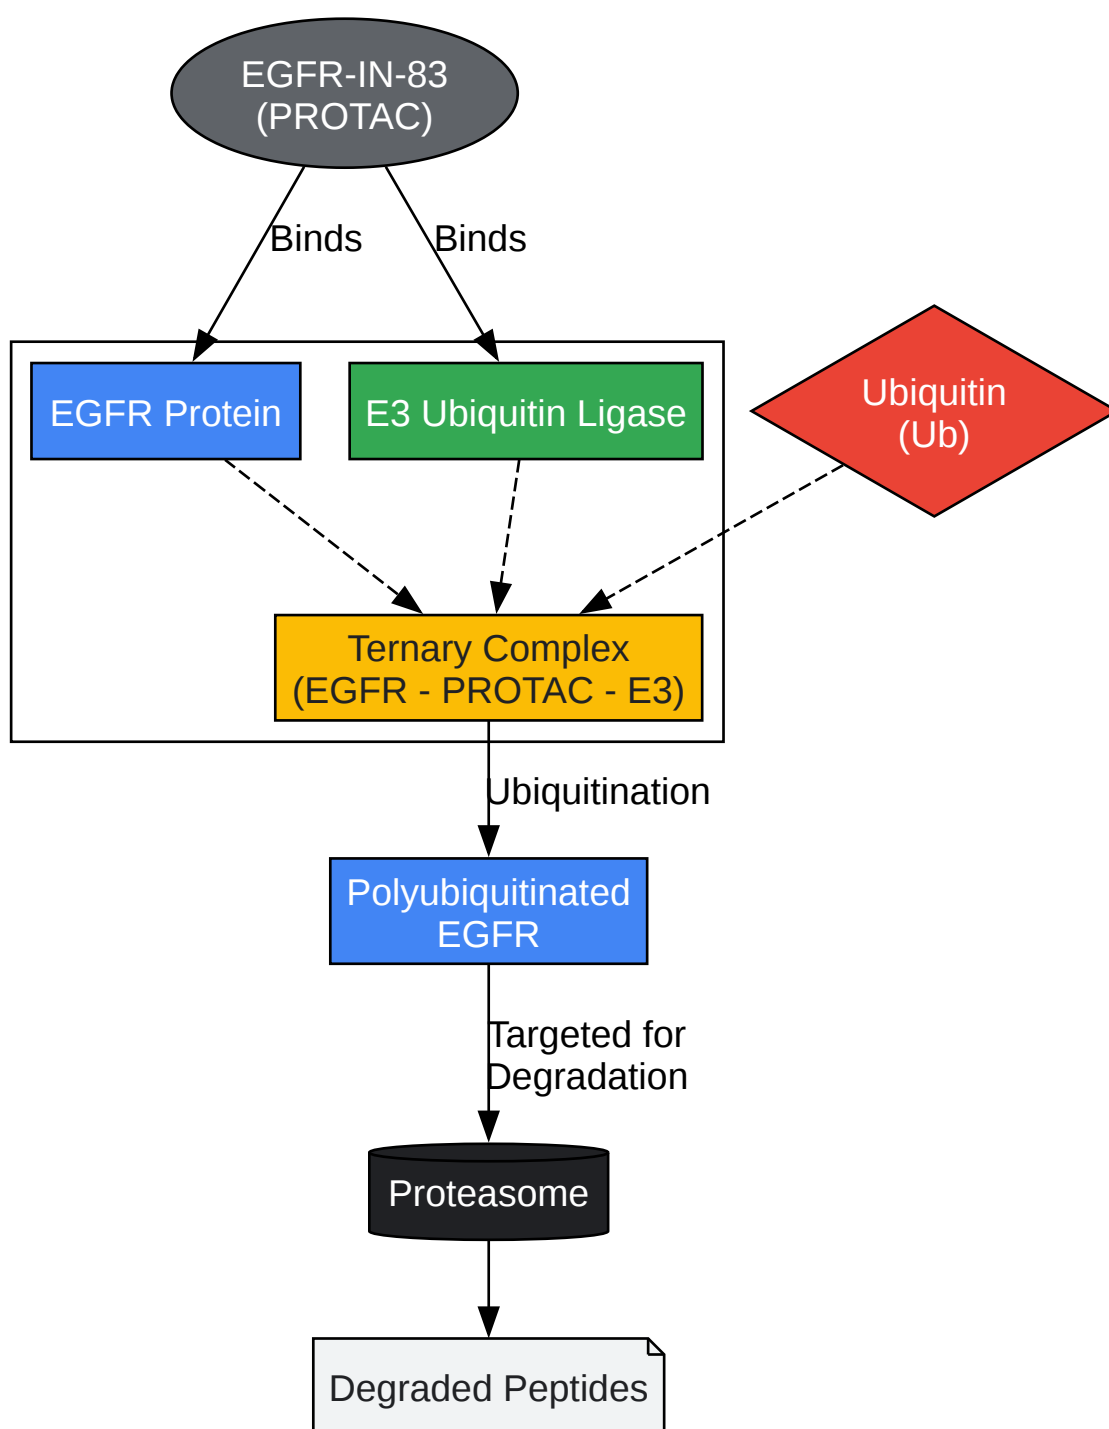 EGFR-IN-83
(PROTAC)
Binds
Binds
EGFR Protein
E3 Ubiquitin Ligase
Ubiquitin
(Ub)
Ternary Complex
(EGFR - PROTAC - E3)
Ubiquitination
Polyubiquitinated
EGFR
Targeted for
Degradation
Proteasome
Degraded Peptides